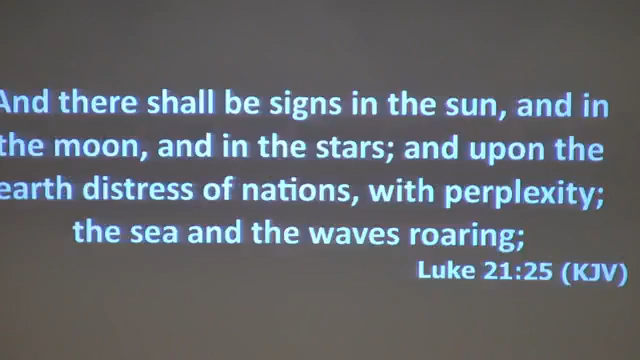 And there shall be signs in the sun, and in
the moon, and in the stars; and upon the
earth distress of nations, with perplexity;
the sea and the waves roaring;
Luke 21:25 (KJV)